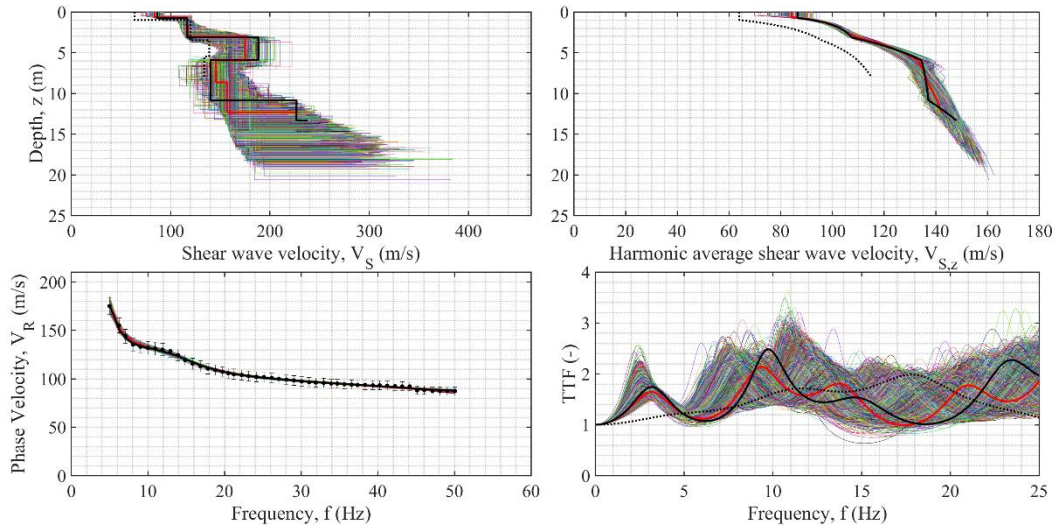 0
5
10
15
20
25
Depth, z (m)
0 100 200 300 400
Shear wave velocity, V_S (m/s)
0
5
10
15
20
25
0 20 40 60 80 100 120 140 160 180
Harmonic average shear wave velocity, V_S,z (m/s)
200
150
100
50
0
Phase Velocity, V_R (m/s)
0 10 20 30 40 50 60
Frequency, f (Hz)
4
3
2
1
0
TTF (-)
0 5 10 15 20 25
Frequency, f (Hz)